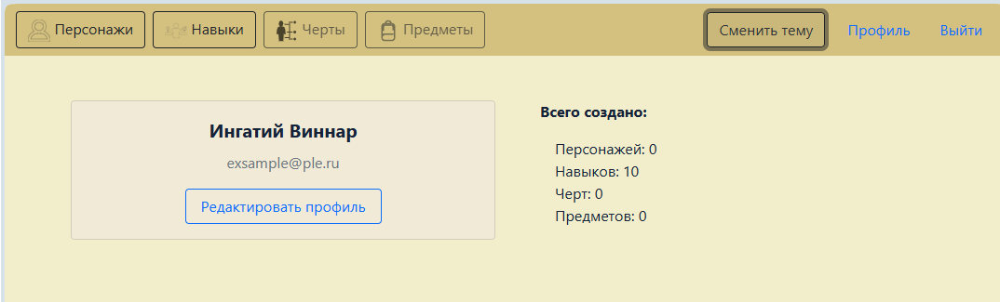 Персонажи Навыки Черты Предметы Сменить тему Профиль Выйти
Ингатий Виннар
exsample@ple.ru
Редактировать профиль
Всего создано:
Персонажей: 0
Навыков: 10
Черт: 0
Предметов: 0